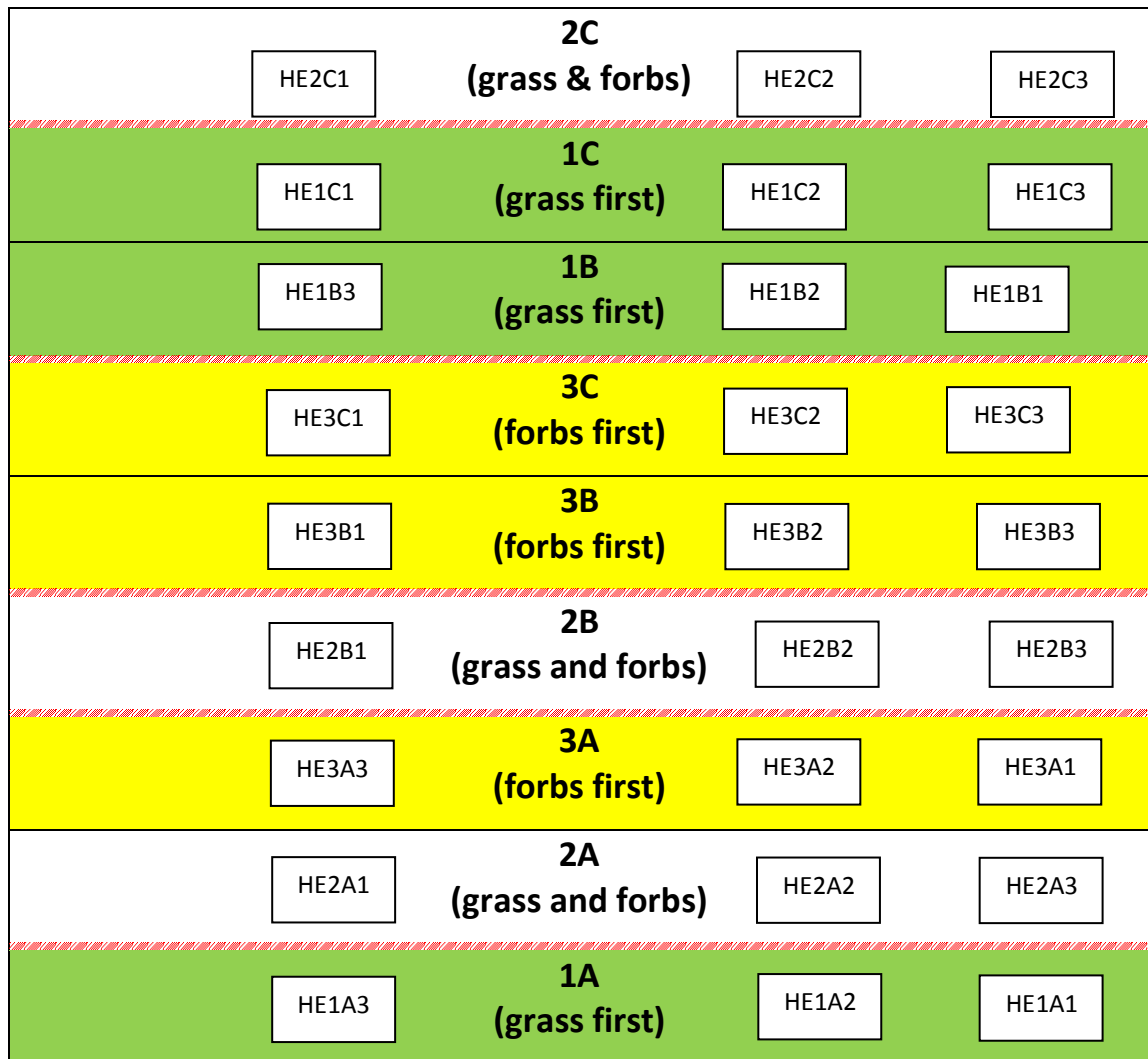 2C
(grass & forbs)
HE2C1 HE2C2 HE2C3
1C
(grass first)
HE1C1 HE1C2 HE1C3
1B
(grass first)
HE1B3 HE1B2 HE1B1
3C
(forbs first)
HE3C1 HE3C2 HE3C3
3B
(forbs first)
HE3B1 HE3B2 HE3B3
2B
(grass and forbs)
HE2B1 HE2B2 HE2B3
3A
(forbs first)
HE3A3 HE3A2 HE3A1
2A
(grass and forbs)
HE2A1 HE2A2 HE2A3
1A
(grass first)
HE1A3 HE1A2 HE1A1